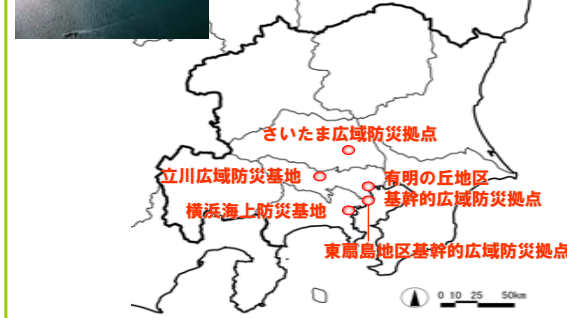 さいたま広域防災拠点
立川広域防災基地
有明の丘地区
基幹的広域防災拠点
横浜海上防災基地
東扇島地区基幹的広域防災拠点
0 10 25 50km